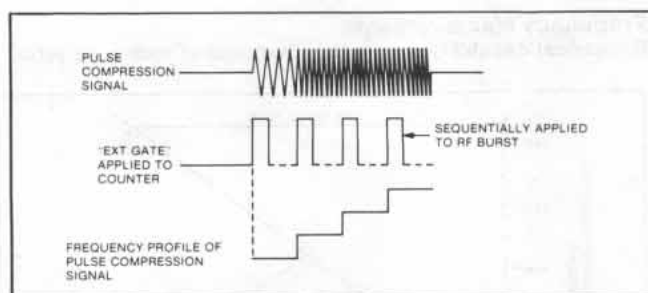 PULSE
COMPRESSION
SIGNAL
"EXT GATE"
APPLIED TO
COUNTER
SEQUENTIALLY APPLIED
TO RF BURST
FREQUENCY PROFILE OF
PULSE COMPRESSION
SIGNAL